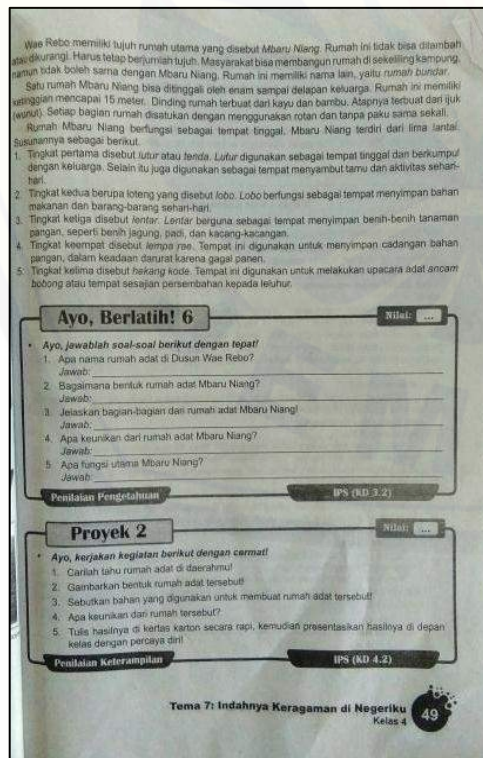 Wae Rebo memiliki tujuh rumah utama yang disebut Mbaru Niang. Rumah ini tidak bisa ditambah
atau dikurangi. Harus tetap berjumlah tujuh. Masyarakat bisa membangun rumah di sekeliling kampung,
namun tidak boleh sama dengan Mbaru Niang. Rumah ini memiliki nama lain, yaitu rumah bundar.
Satu rumah Mbaru Niang bisa ditinggali oleh enam sampai delapan keluarga. Rumah ini memiliki
ketinggian mencapai 15 meter. Dinding rumah terbuat dari kayu dan bambu. Atapnya terbuat dari ijuk
(wunut). Setiap bagian rumah disatukan dengan menggunakan rotan dan tanpa paku sama sekali.
Rumah Mbaru Niang berfungsi sebagai tempat tinggal. Mbaru Niang terdiri dari lima lantai.
Susunannya sebagai berikut.
1. Tingkat pertama disebut lutur atau tenda. Lutur digunakan sebagai tempat tinggal dan berkumpul
dengan keluarga. Selain itu juga digunakan sebagai tempat menyambut tamu dan aktivitas sehari-
hari.
2. Tingkat kedua berupa loteng yang disebut lobo. Lobo berfungsi sebagai tempat menyimpan bahan
makanan dan barang-barang sehari-hari.
3. Tingkat ketiga disebut lentar. Lentar berguna sebagai tempat menyimpan benih-benih tanaman
pangan, seperti benih jagung, padi, dan kacang-kacangan.
4. Tingkat keempat disebut lempa rae. Tempat ini digunakan untuk menyimpan cadangan bahan
pangan, dalam keadaan darurat karena gagal panen.
5. Tingkat kelima disebut hekang kode. Tempat ini digunakan untuk melakukan upacara adat
bobong atau tempat sesajian persembahan kepada leluhur.
Ayo, Berlatih! 6
Nilai: ...
• Ayo, jawablah soal-soal berikut dengan tepat!
1. Apa nama rumah adat di Dusun Wae Rebo?
Jawab:
2. Bagaimana bentuk rumah adat Mbaru Niang?
Jawab:
3. Jelaskan bagian-bagian dari rumah adat Mbaru Niang!
Jawab:
4. Apa keunikan dari rumah adat Mbaru Niang?
Jawab:
5. Apa fungsi utama Mbaru Niang?
Jawab:
Penilaian Pengetahuan
IPS (KD 3.2)
Proyek 2
Nilai: ...
• Ayo, kerjakan kegiatan berikut dengan cermat!
1. Carilah tahu rumah adat di daerahmu!
2. Gambarkan bentuk rumah adat tersebut!
3. Sebutkan bahan yang digunakan untuk membuat rumah adat tersebut!
4. Apa keunikan dari rumah tersebut?
5. Tulis hasilnya di kertas karton secara rapi, kemudian presentasikan hasilnya di depan
kelas dengan percaya diri!
Penilaian Keterampilan
IPS (KD 4.2)
Tema 7: Indahnya Keragaman di Negeriku
Kelas 4
49